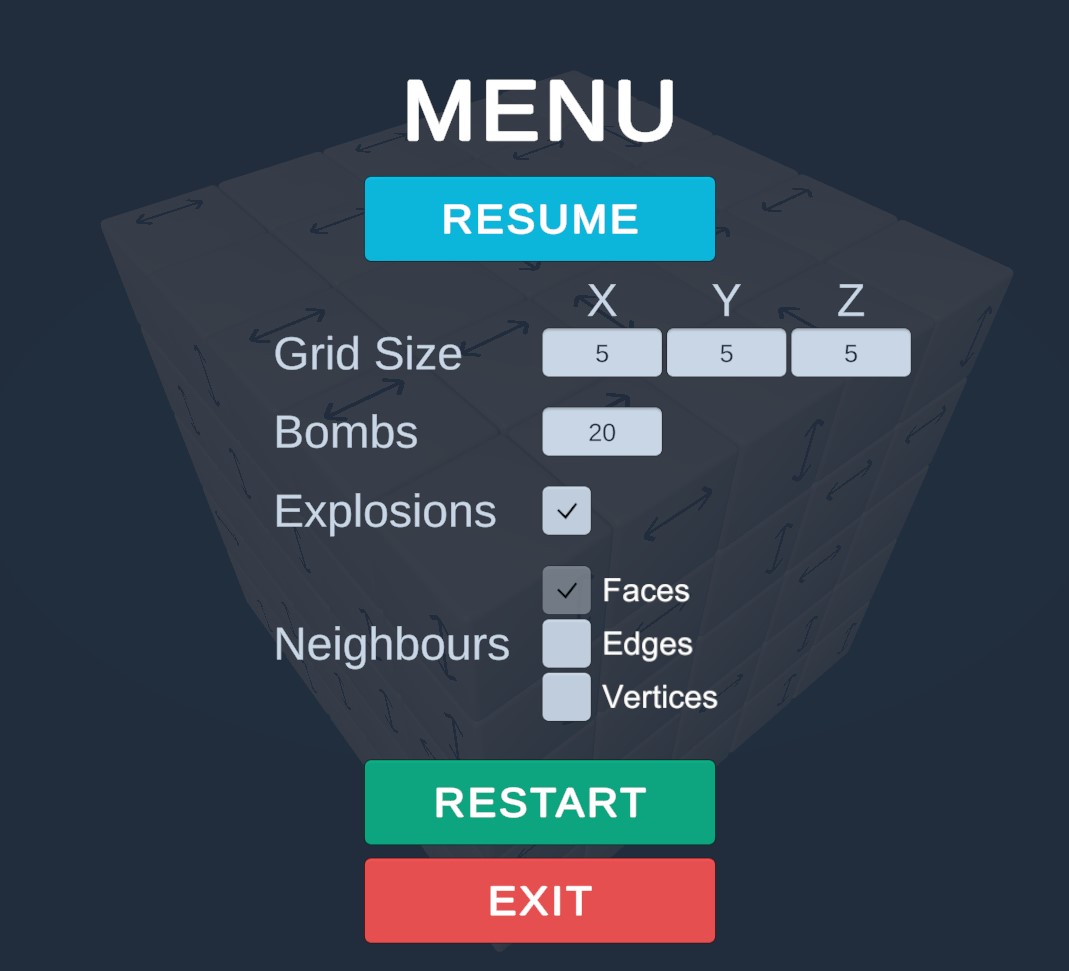 MENU
RESUME
X Y Z
Grid Size 5 5 5
Bombs 20
Explosions
Faces
Neighbours Edges
Vertices
RESTART
EXIT